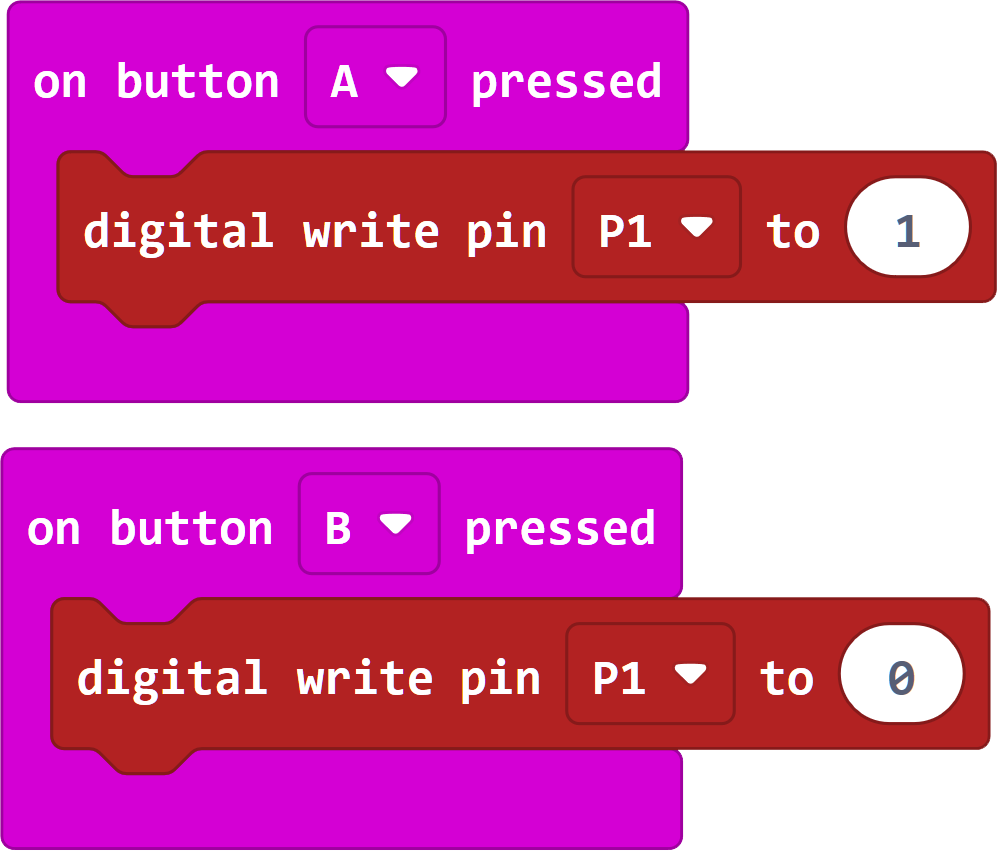 on button A pressed
digital write pin P1 to 1
on button B pressed
digital write pin P1 to 0